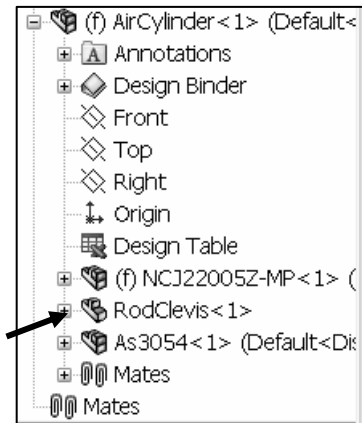 (f) AirCylinder<1> (Default<
Annotations
Design Binder
Front
Top
Right
Origin
Design Table
(f) NCJ22005Z-MP<1> (
RodClevis<1>
As3054<1> (Default<Dis
Mates
Mates